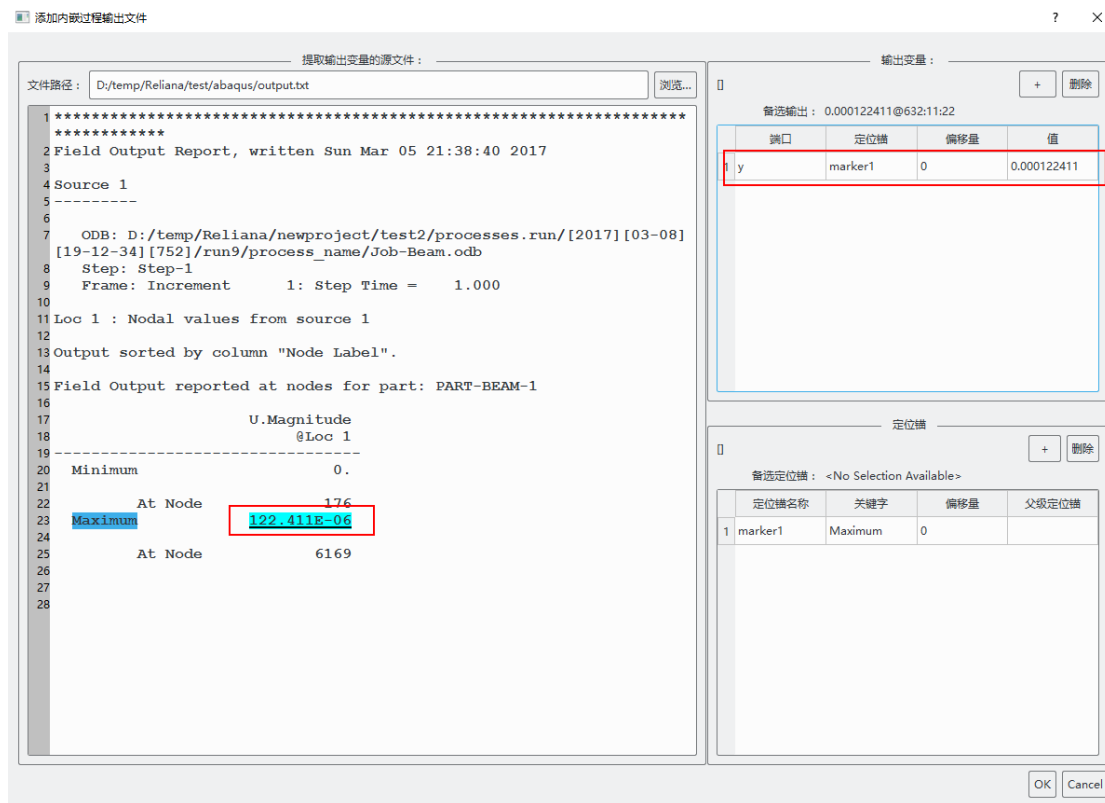 添加内嵌过程输出文件
? ×
提取输出变量的源文件：
文件路径： D:/temp/Reliana/test/abaqus/output.txt 浏览...
1 *********************************************************************
************
2 Field Output Report, written Sun Mar 05 21:38:40 2017
3
4 Source 1
5 ---------
6
7 ODB: D:/temp/Reliana/newproject/test2/processes.run/[2017][03-08]
[19-12-34][752]/run9/process_name/Job-Beam.odb
8 Step: Step-1
9 Frame: Increment 1: Step Time = 1.000
10
11 Loc 1 : Nodal values from source 1
12
13 Output sorted by column "Node Label".
14
15 Field Output reported at nodes for part: PART-BEAM-1
16
17 U.Magnitude
18 @Loc 1
19 ----------------------------------
20 Minimum 0.
21
22 At Node 176
23 Maximum 122.411E-06
24
25 At Node 6169
26
27
28
输出变量：
[] + 删除
备选输出： 0.000122411@632:11:22
端口 定位锚 偏移量 值
1 y marker1 0 0.000122411
定位锚
[] + 删除
备选定位锚： <No Selection Available>
定位锚名称 关键字 偏移量 父级定位锚
1 marker1 Maximum 0
OK Cancel